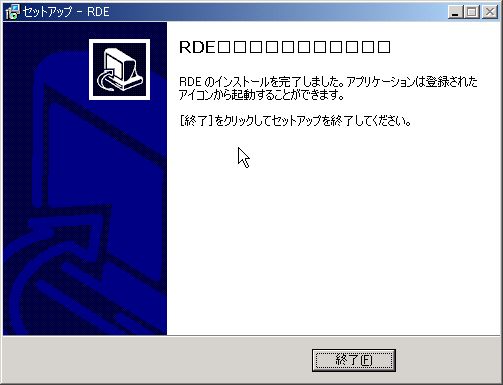 セットアップ - RDE
RDE□□□□□□□□□□□
RDE のインストールを完了しました。アプリケーションは登録された
アイコンから起動することができます。
[終了]をクリックしてセットアップを終了してください。
終了(F)